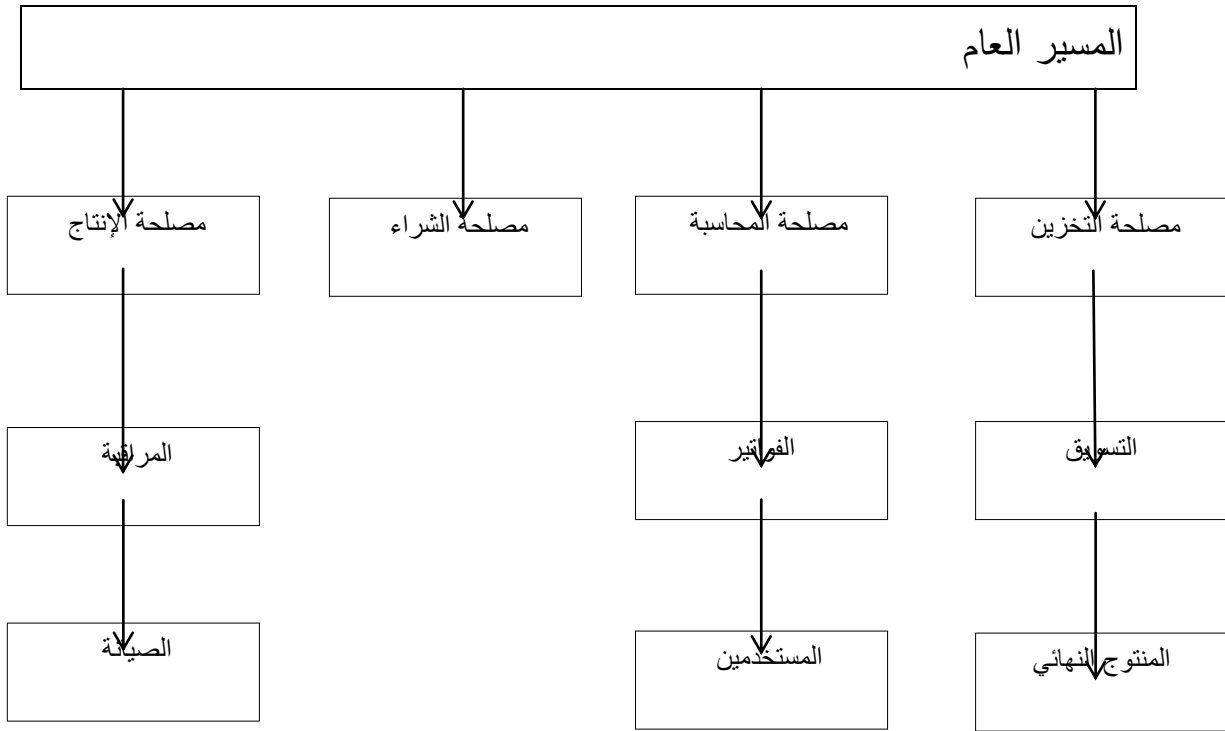 المسير العام
مصلحة التخزين
مصلحة المحاسبة
مصلحة الشراء
مصلحة الإنتاج
التسويق
الفواتير
المراقبة
المنتوج النهائي
المستخدمين
الصيانة